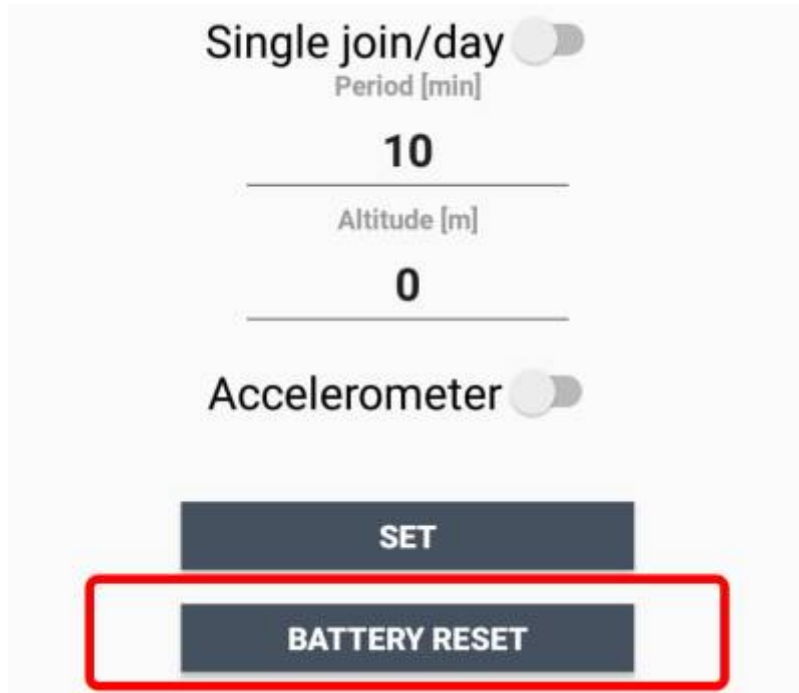 Single join/day
Period [min]
10
Altitude [m]
0
Accelerometer
SET
BATTERY RESET